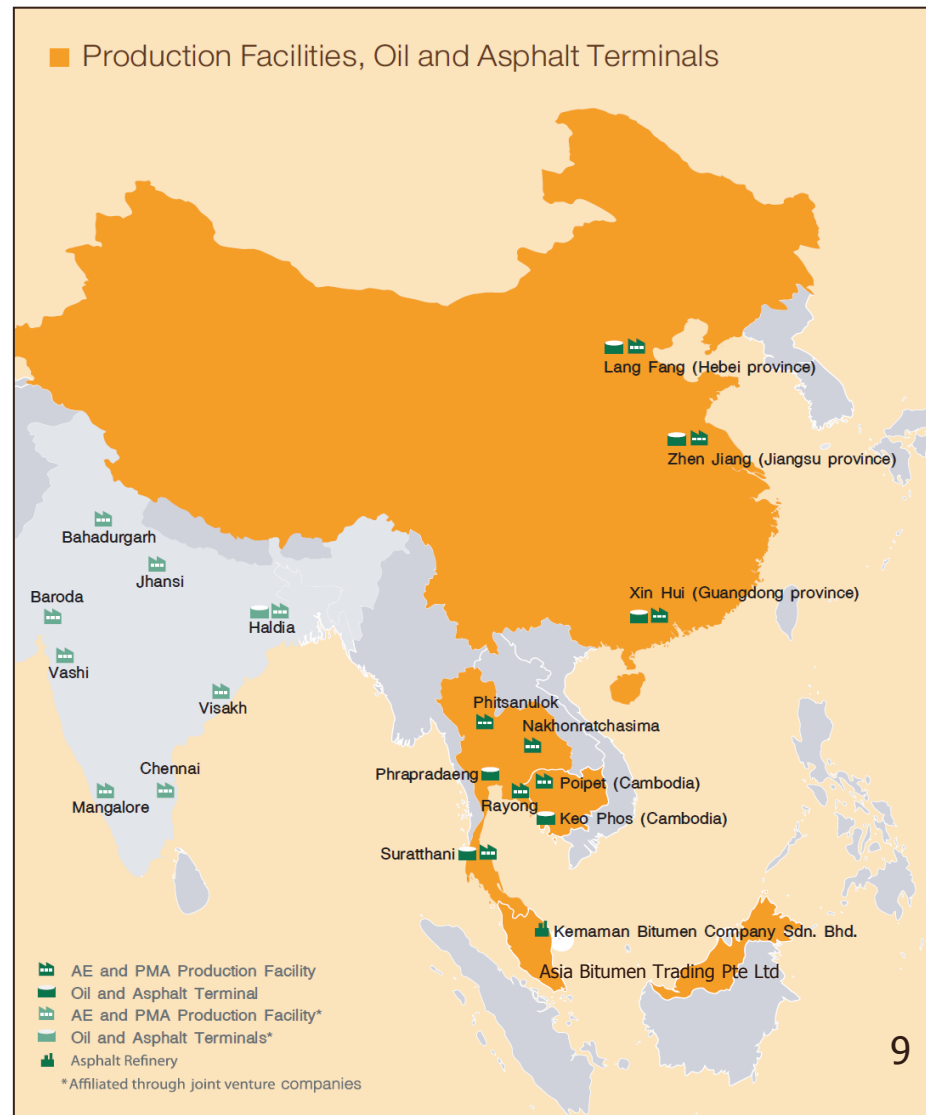 Production Facilities, Oil and Asphalt Terminals
Lang Fang (Hebei province)
Zhen Jiang (Jiangsu province)
Bahadurgarh
Jhansi
Baroda
Haldia
Xin Hui (Guangdong province)
Vashi
Visakh
Phitsanulok
Nakhonratchasima
Chennai
Phrapradaeng
Poipet (Cambodia)
Mangalore
Rayong
Keo Phos (Cambodia)
Suratthani
Kemaman Bitumen Company Sdn. Bhd.
Asia Bitumen Trading Pte Ltd
AE and PMA Production Facility
Oil and Asphalt Terminal
AE and PMA Production Facility*
Oil and Asphalt Terminals*
Asphalt Refinery
*Affiliated through joint venture companies
9